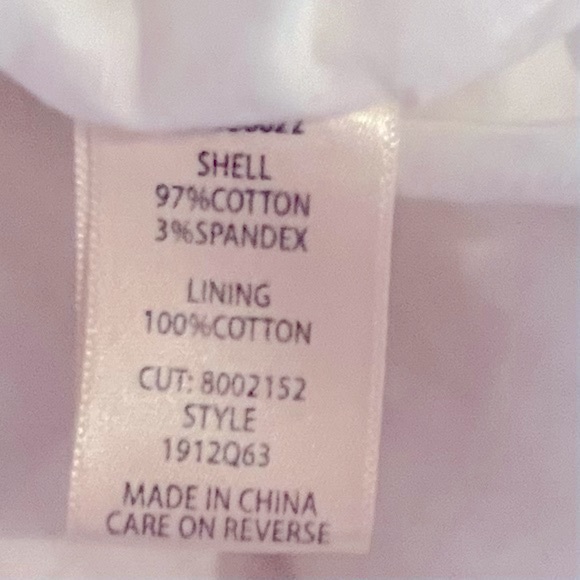 SHELL
97%COTTON
3%SPANDEX
LINING
100%COTTON
CUT: 8002152
STYLE
1912Q63
MADE IN CHINA
CARE ON REVERSE